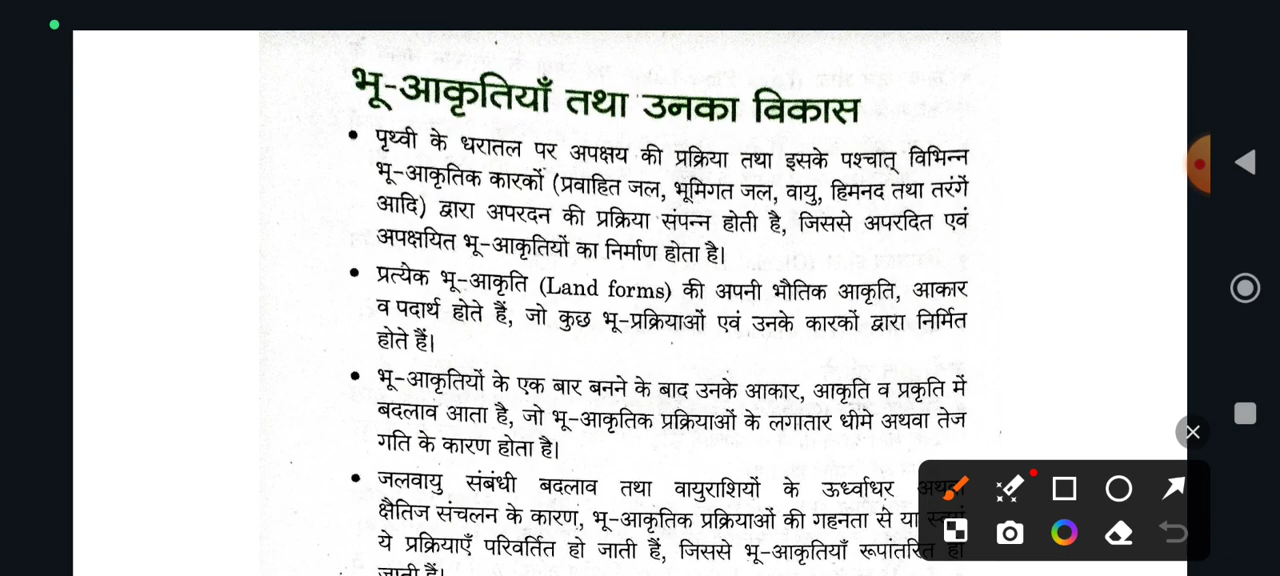 भू-आकृतियाँ तथा उनका विकास
• पृथ्वी के धरातल पर अपक्षय की प्रक्रिया तथा इसके पश्चात् विभिन्न
भू-आकृतिक कारकों (प्रवाहित जल, भूमिगत जल, वायु, हिमनद तथा तरंगें
आदि) द्वारा अपरदन की प्रक्रिया संपन्न होती है, जिससे अपरदित एवं
अपक्षयित भू-आकृतियों का निर्माण होता है।
• प्रत्येक भू-आकृति (Land forms) की अपनी भौतिक आकृति, आकार
व पदार्थ होते हैं, जो कुछ भू-प्रक्रियाओं एवं उनके कारकों द्वारा निर्मित
होते हैं।
• भू-आकृतियों के एक बार बनने के बाद उनके आकार, आकृति व प्रकृति में
बदलाव आता है, जो भू-आकृतिक प्रक्रियाओं के लगातार धीमे अथवा तेज
गति के कारण होता है।
• जलवायु संबंधी बदलाव तथा वायुराशियों के ऊर्ध्वाधर अथवा
क्षैतिज संचलन के कारण, भू-आकृतिक प्रक्रियाओं की गहनता से या स्वयं
ये प्रक्रियाएँ परिवर्तित हो जाती हैं, जिससे भू-आकृतियाँ रूपांतरित हो
जाती हैं।